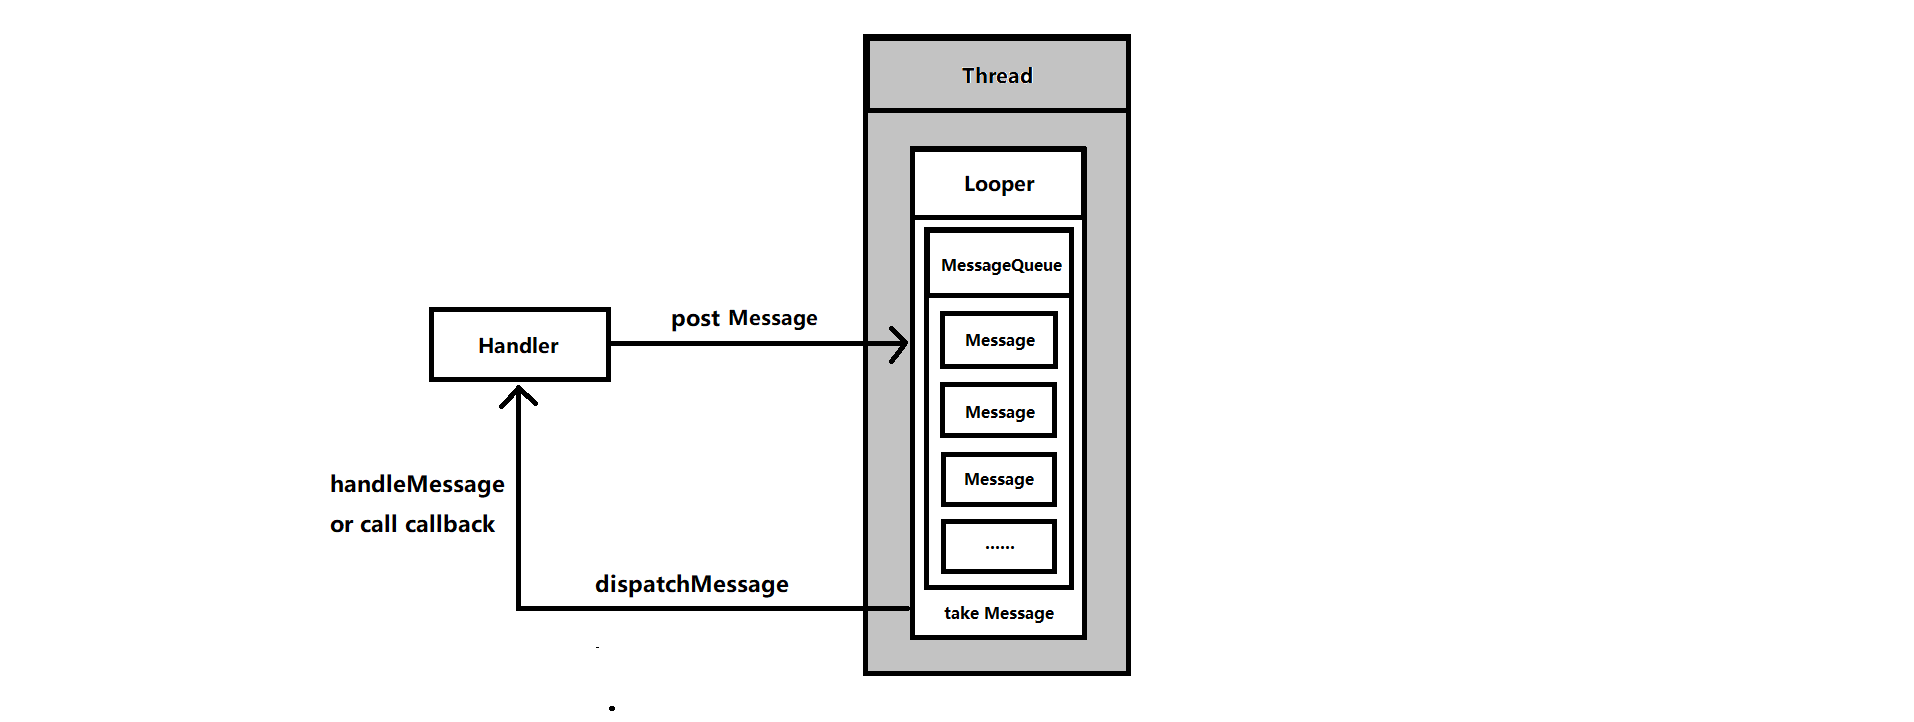 Thread
Looper
MessageQueue
Handler
post Message
Message
Message
Message
......
handleMessage
or call callback
dispatchMessage
take Message